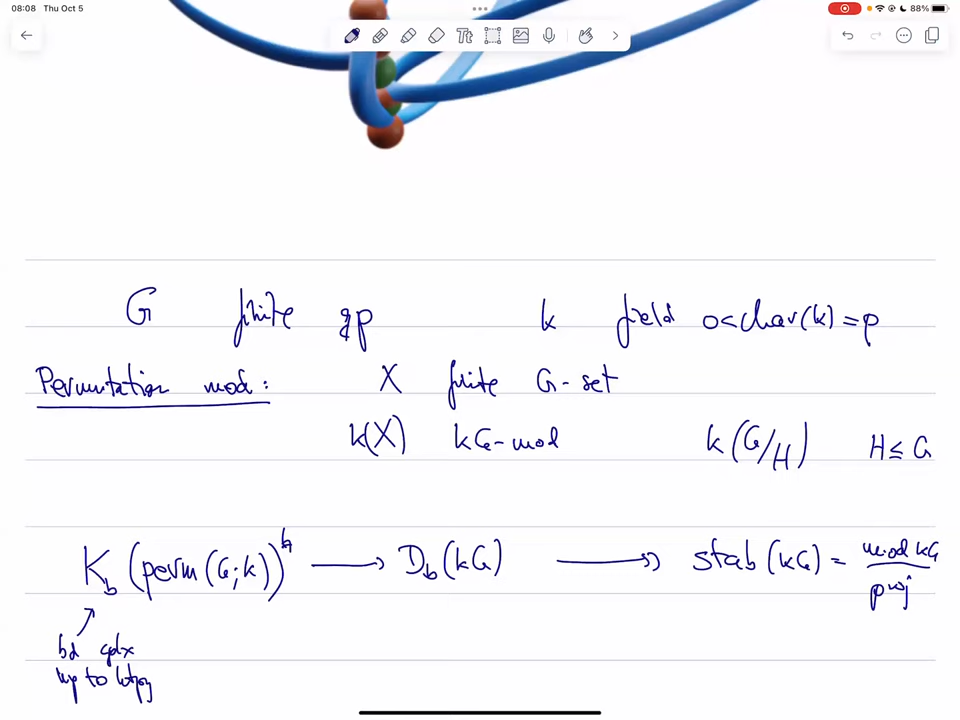 08:08 Thu Oct 5 88%
Tt
G finite gp k field 0<char(k)=p
Permutation mod: X finite G-set
k(X) kG-mod k(G/H) H≤G
K_b(perm(G;k))^♮ → D_b(kG) ↠ stab(kG) = mod kG / proj
bd cplx
up to htpy